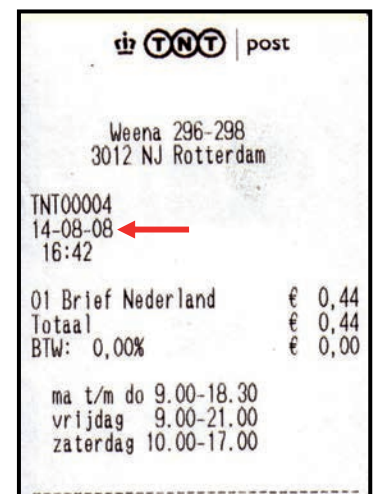 TNT | post
Weena 296-298
3012 NJ Rotterdam
TNT00004
14-08-08
16:42
01 Brief Nederland € 0,44
Totaal € 0,44
BTW: 0,00% € 0,00
ma t/m do 9.00-18.30
vrijdag 9.00-21.00
zaterdag 10.00-17.00